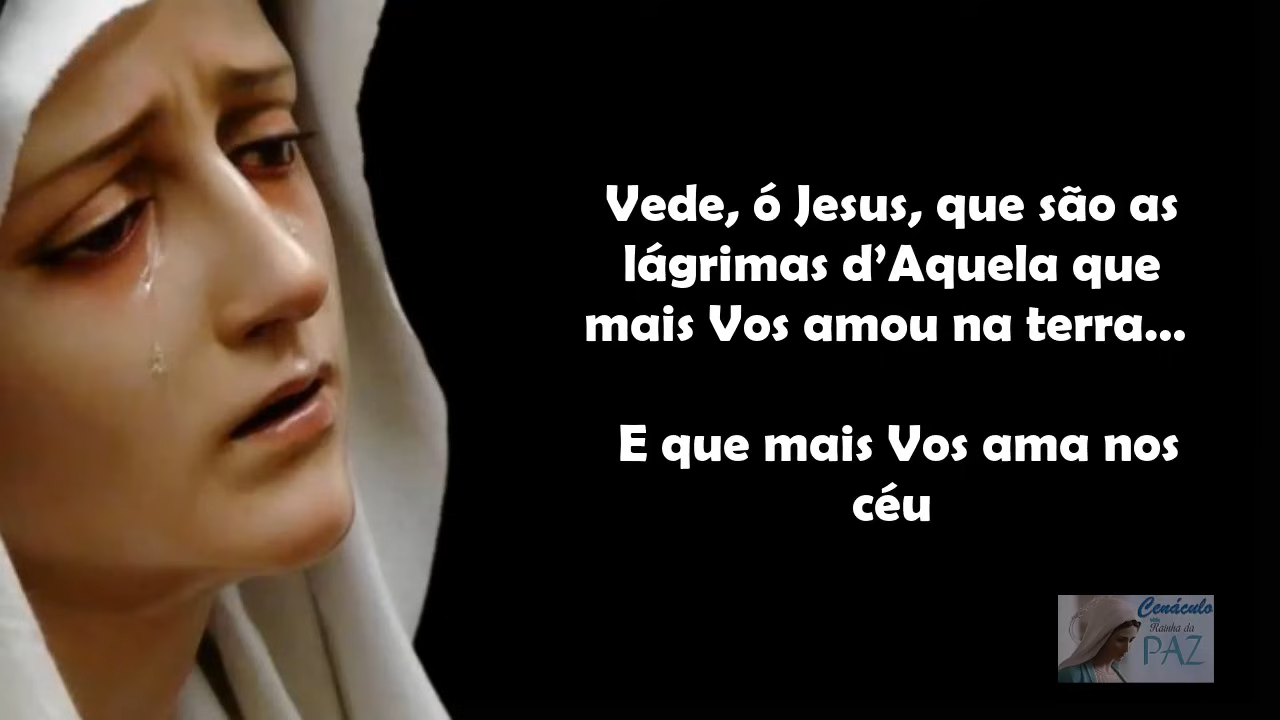 Vede, ó Jesus, que são as
lágrimas d’Aquela que
mais Vos amou na terra...
E que mais Vos ama nos
céu
Cenáculo
Rainha da
PAZ